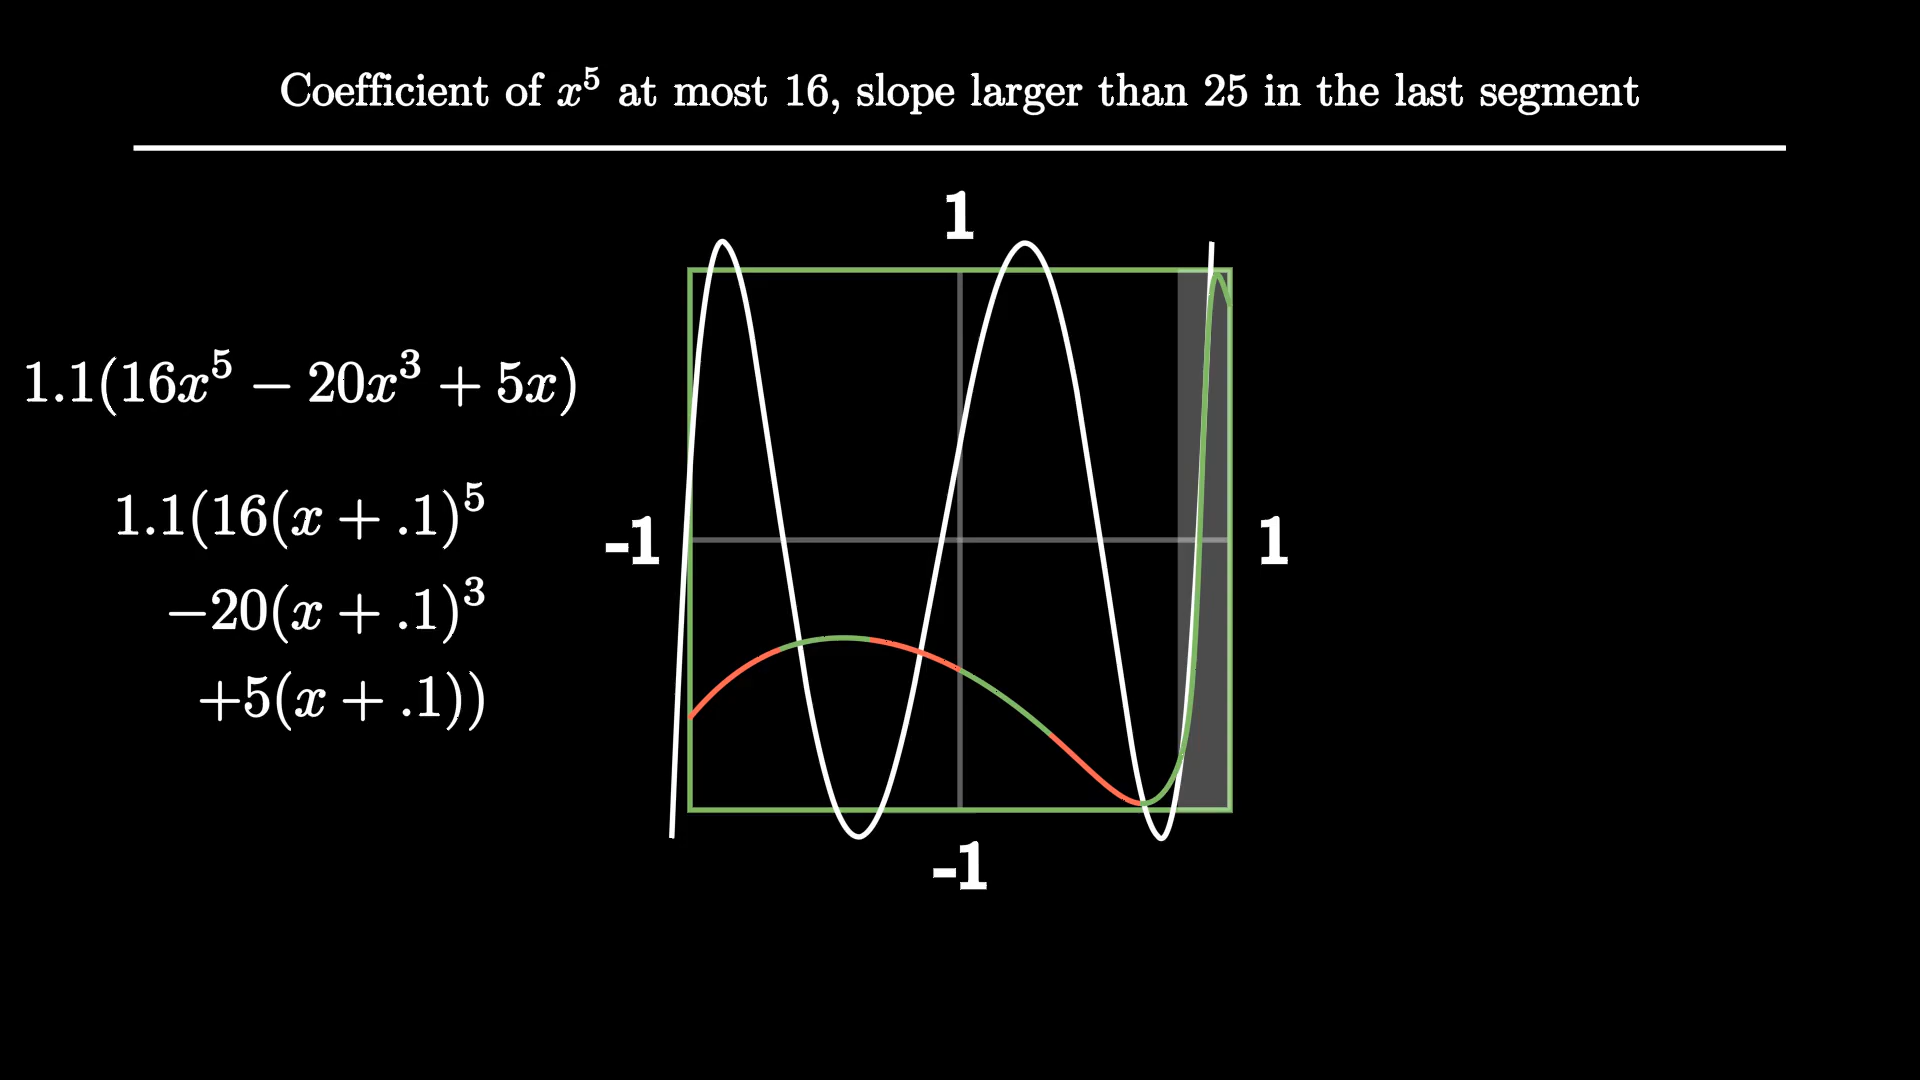 Coefficient of $x^5$ at most 16, slope larger than 25 in the last segment
1
$1.1(16x^5 - 20x^3 + 5x)$
$1.1(16(x + .1)^5$
-1
1
$-20(x + .1)^3$
$+5(x + .1))$
-1